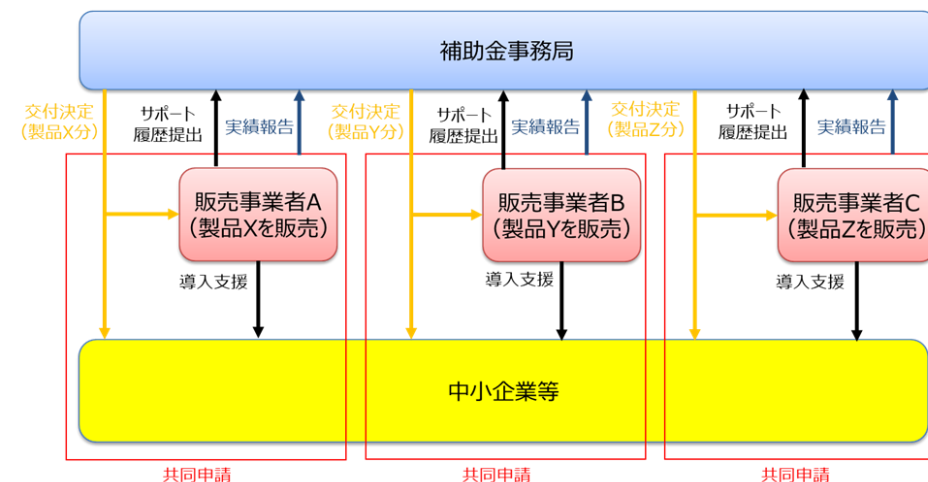 補助金事務局
交付決定
(製品X分)
サポート
履歴提出
実績報告
交付決定
(製品Y分)
サポート
履歴提出
実績報告
交付決定
(製品Z分)
サポート
履歴提出
実績報告
販売事業者A
(製品Xを販売)
販売事業者B
(製品Yを販売)
販売事業者C
(製品Zを販売)
導入支援
導入支援
導入支援
中小企業等
共同申請
共同申請
共同申請